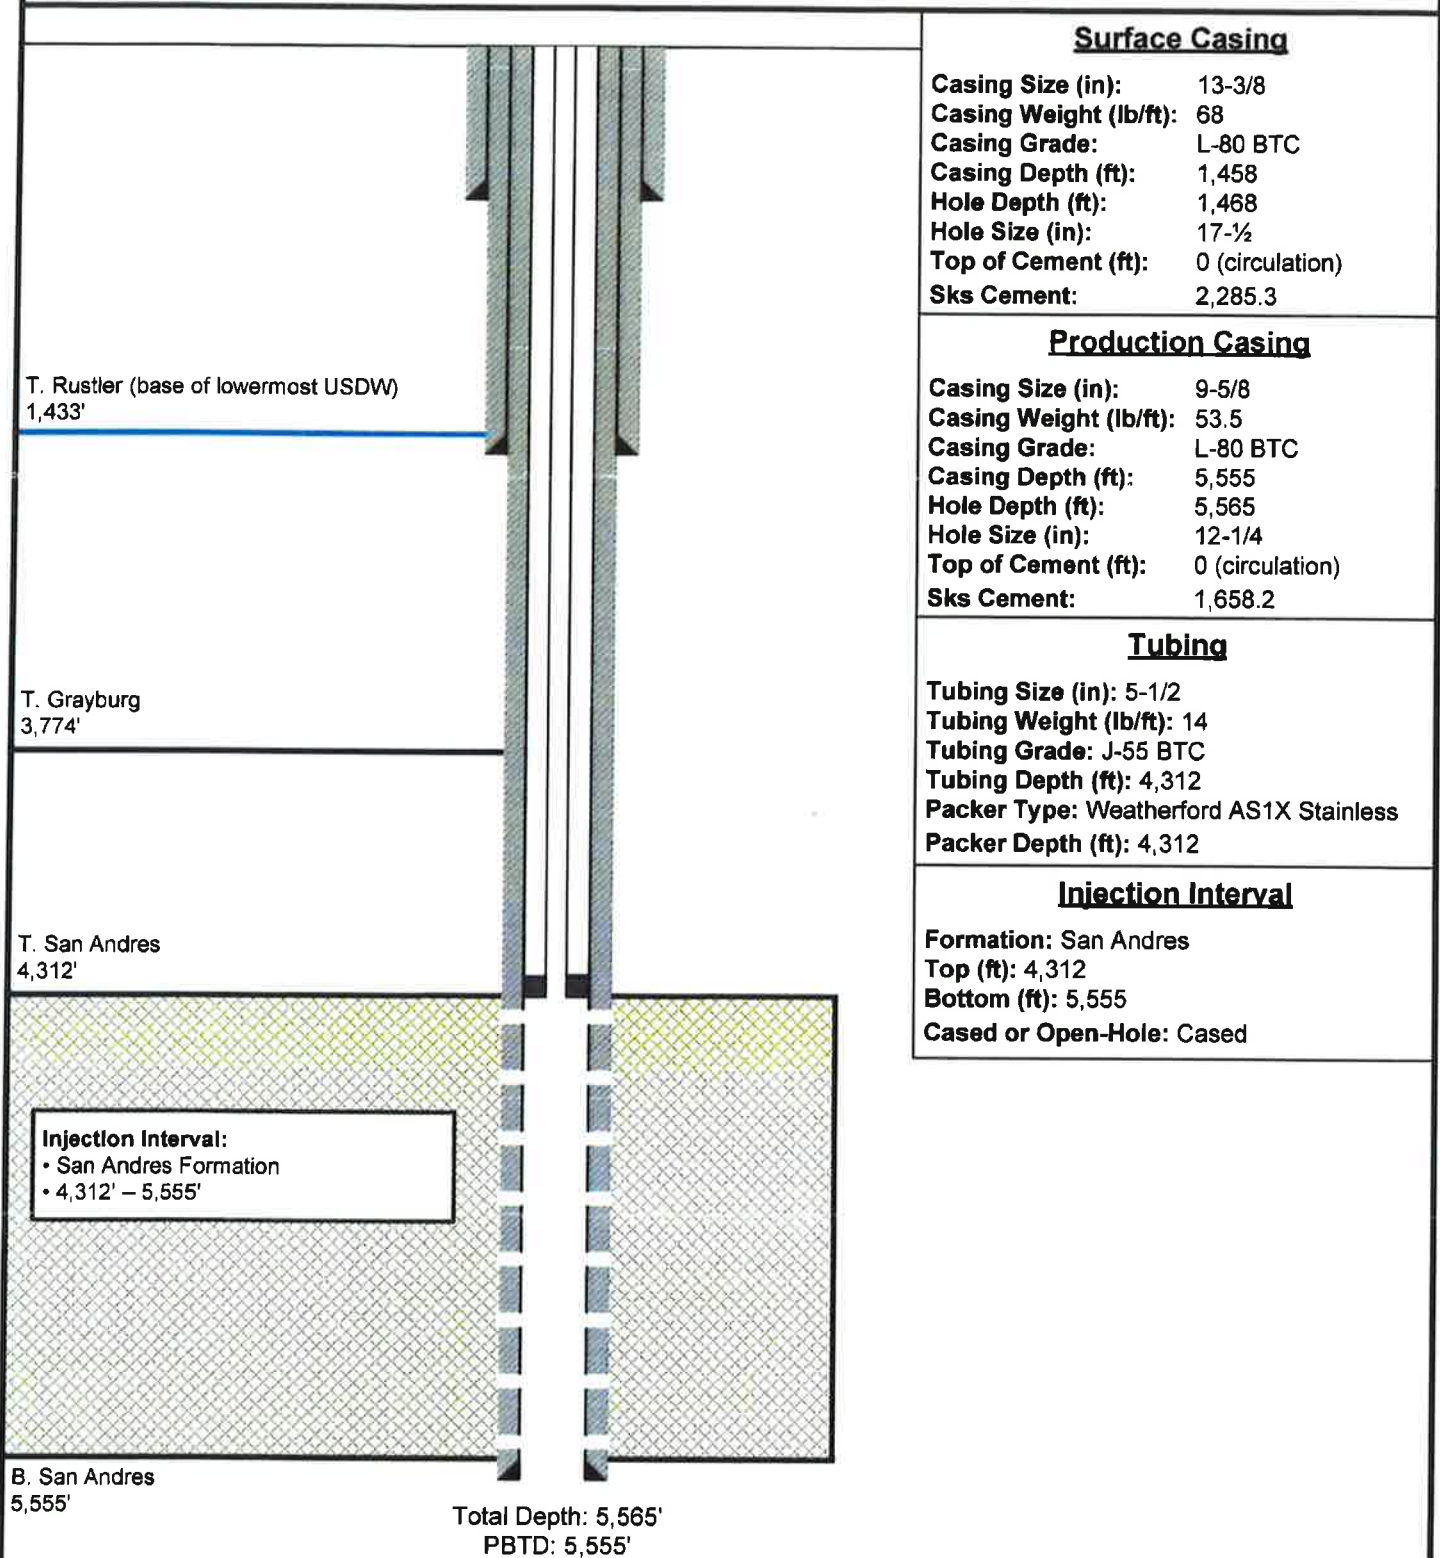 T. Rustler (base of lowermost USDW)
1,433'
T. Grayburg
3,774'
T. San Andres
4,312'
Injection Interval:
• San Andres Formation
• 4,312' – 5,555'
B. San Andres
5,555'
Total Depth: 5,565'
PBTD: 5,555'
Surface Casing
Casing Size (in): 13-3/8
Casing Weight (lb/ft): 68
Casing Grade: L-80 BTC
Casing Depth (ft): 1,458
Hole Depth (ft): 1,468
Hole Size (in): 17-½
Top of Cement (ft): 0 (circulation)
Sks Cement: 2,285.3
Production Casing
Casing Size (in): 9-5/8
Casing Weight (lb/ft): 53.5
Casing Grade: L-80 BTC
Casing Depth (ft): 5,555
Hole Depth (ft): 5,565
Hole Size (in): 12-1/4
Top of Cement (ft): 0 (circulation)
Sks Cement: 1,658.2
Tubing
Tubing Size (in): 5-1/2
Tubing Weight (lb/ft): 14
Tubing Grade: J-55 BTC
Tubing Depth (ft): 4,312
Packer Type: Weatherford AS1X Stainless
Packer Depth (ft): 4,312
Injection Interval
Formation: San Andres
Top (ft): 4,312
Bottom (ft): 5,555
Cased or Open-Hole: Cased